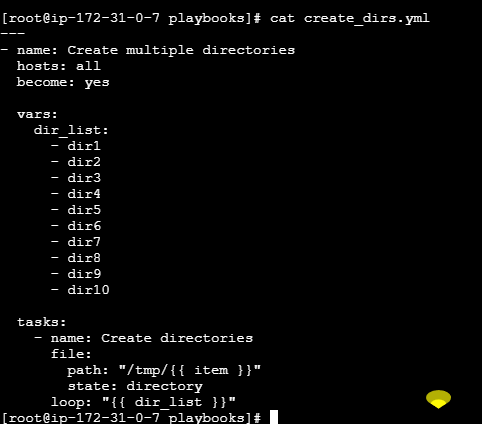 [root@ip-172-31-0-7 playbooks]# cat create_dirs.yml
---
- name: Create multiple directories
  hosts: all
  become: yes

  vars:
    dir_list:
      - dir1
      - dir2
      - dir3
      - dir4
      - dir5
      - dir6
      - dir7
      - dir8
      - dir9
      - dir10

  tasks:
    - name: Create directories
      file:
        path: "/tmp/{{ item }}"
        state: directory
      loop: "{{ dir_list }}"
[root@ip-172-31-0-7 playbooks]#